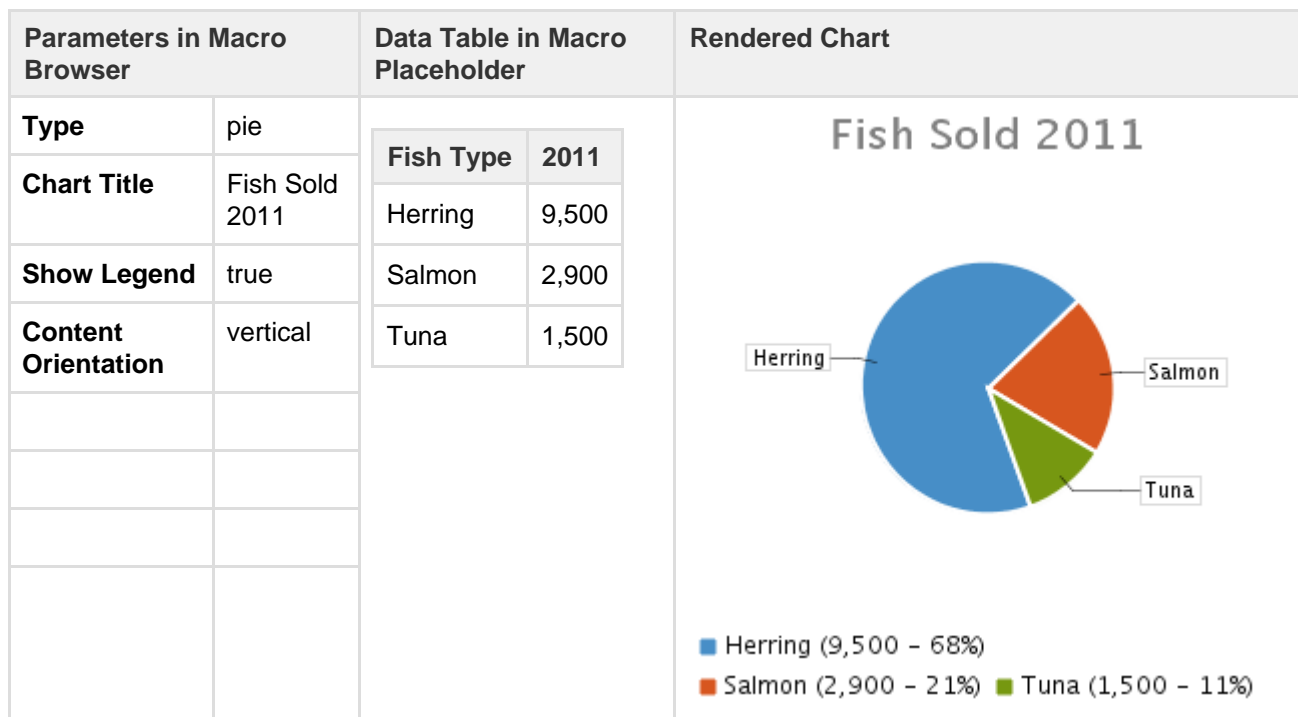 Parameters in Macro
Browser
Data Table in Macro
Placeholder
Rendered Chart
Type
pie
Chart Title
Fish Sold
2011
Show Legend
true
Content
Orientation
vertical
Fish Type
2011
Herring
9,500
Salmon
2,900
Tuna
1,500
Fish Sold 2011
Herring
Salmon
Tuna
Herring (9,500 – 68%)
Salmon (2,900 – 21%) Tuna (1,500 – 11%)